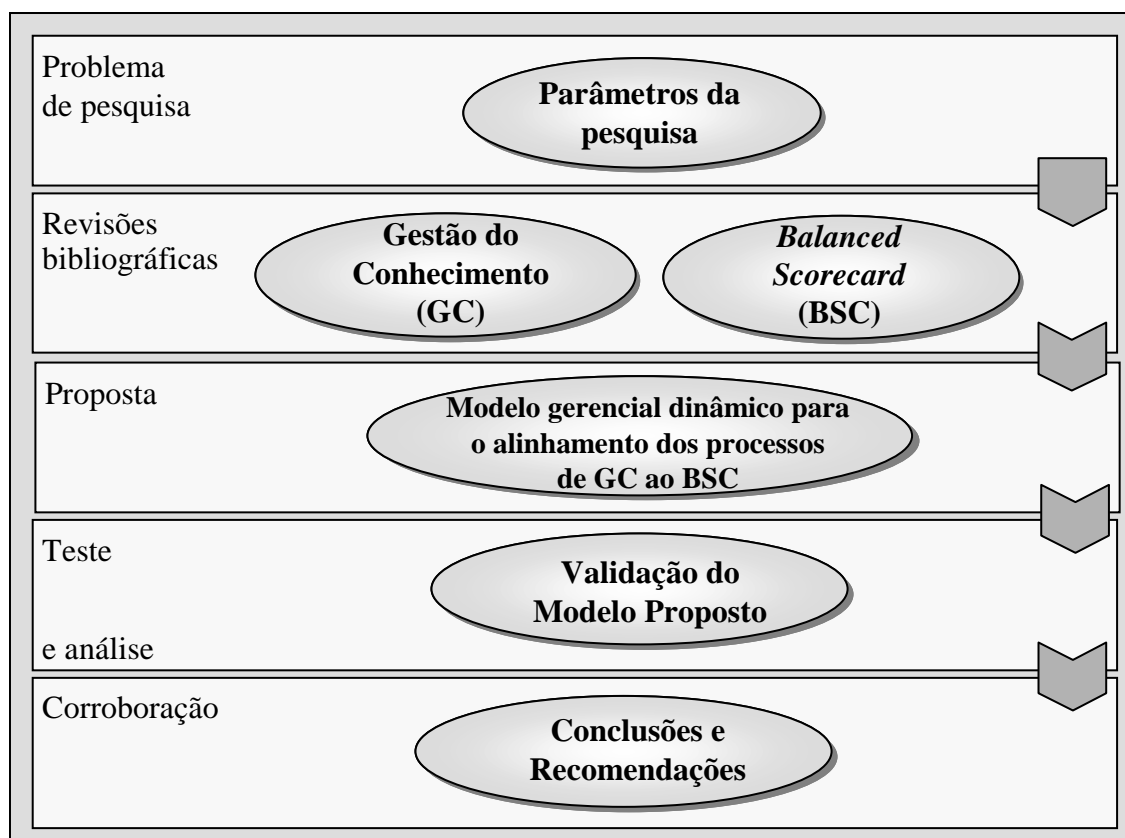 Problema
de pesquisa
Parâmetros da
pesquisa
Revisões
bibliográficas
Gestão do
Conhecimento
(GC)
Balanced
Scorecard
(BSC)
Proposta
Modelo gerencial dinâmico para
o alinhamento dos processos
de GC ao BSC
Teste
e análise
Validação do
Modelo Proposto
Corroboração
Conclusões e
Recomendações